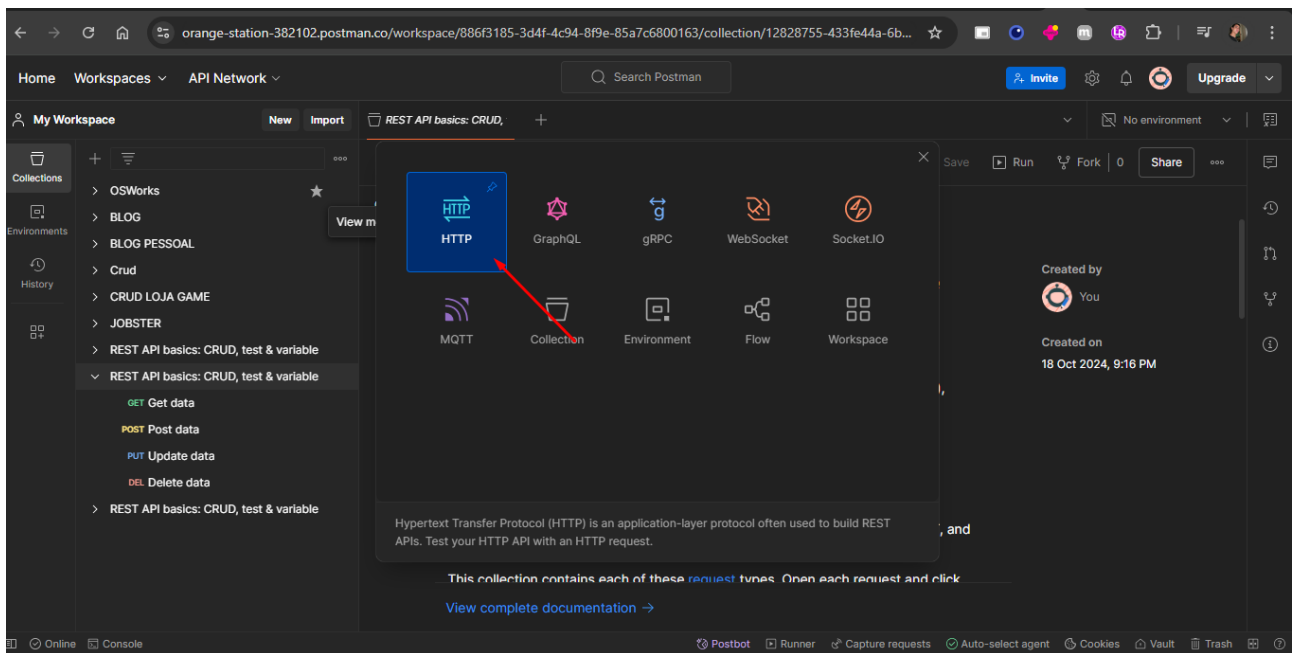 orange-station-382102.postman.co/workspace/886f3185-3d4f-4c94-8f9e-85a7c6800163/collection/12828755-433fe44a-6b...
Home Workspaces API Network Search Postman Invite Upgrade
My Workspace New Import REST API basics: CRUD, No environment
Save Run Fork 0 Share
Collections
Environments
History
OSWorks
BLOG
View m
BLOG PESSOAL
Crud
CRUD LOJA GAME
JOBSTER
REST API basics: CRUD, test & variable
REST API basics: CRUD, test & variable
GET Get data
POST Post data
PUT Update data
DEL Delete data
REST API basics: CRUD, test & variable
HTTP GraphQL gRPC WebSocket Socket.IO
MQTT Collection Environment Flow Workspace
Hypertext Transfer Protocol (HTTP) is an application-layer protocol often used to build REST
APIs. Test your HTTP API with an HTTP request.
, and
This collection contains each of these request types. Open each request and click
View complete documentation →
Created by
You
Created on
18 Oct 2024, 9:16 PM
Online Console Postbot Runner Capture requests Auto-select agent Cookies Vault Trash